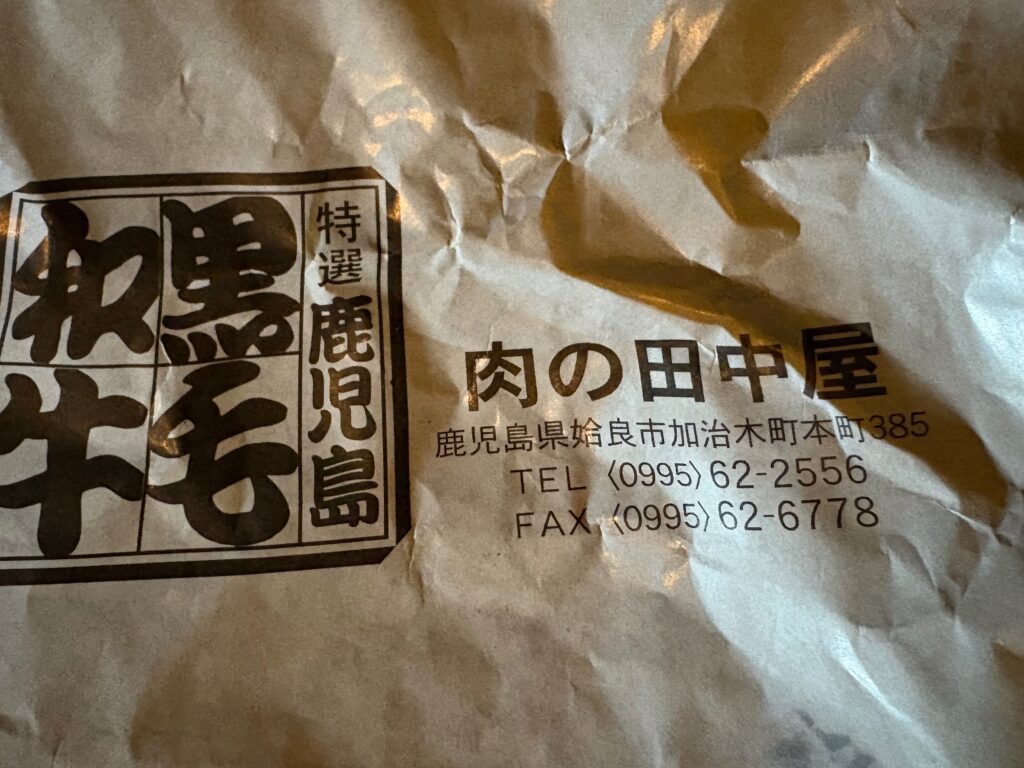 特選 鹿児島
黒毛
和牛
肉の田中屋
鹿児島県姶良市加治木町本町385
TEL〈0995〉62-2556
FAX〈0995〉62-6778